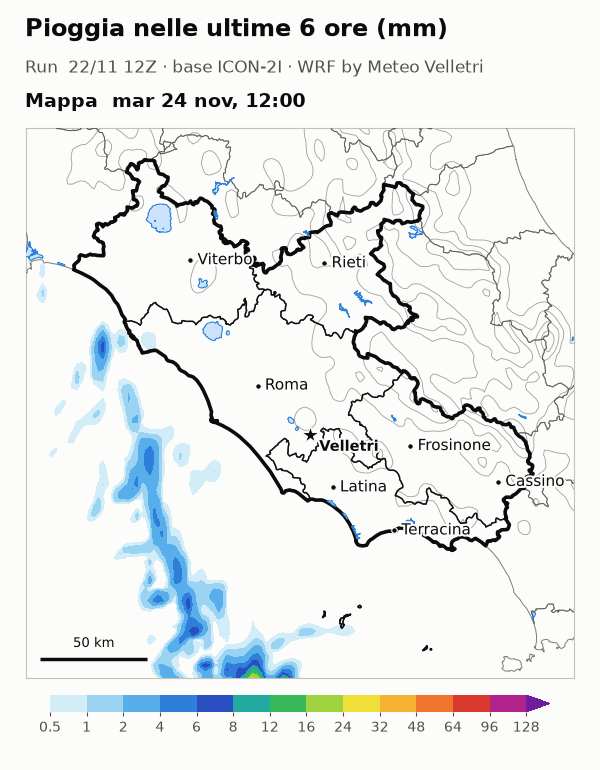 Pioggia nelle ultime 6 ore (mm)
Run  22/11 12Z · base ICON-2I · WRF by Meteo Velletri
Mappa  mar 24 nov, 12:00
Viterbo
Rieti
Roma
Velletri
Frosinone
Latina
Cassino
Terracina
50 km
0.5 1 2 4 6 8 12 16 24 32 48 64 96 128